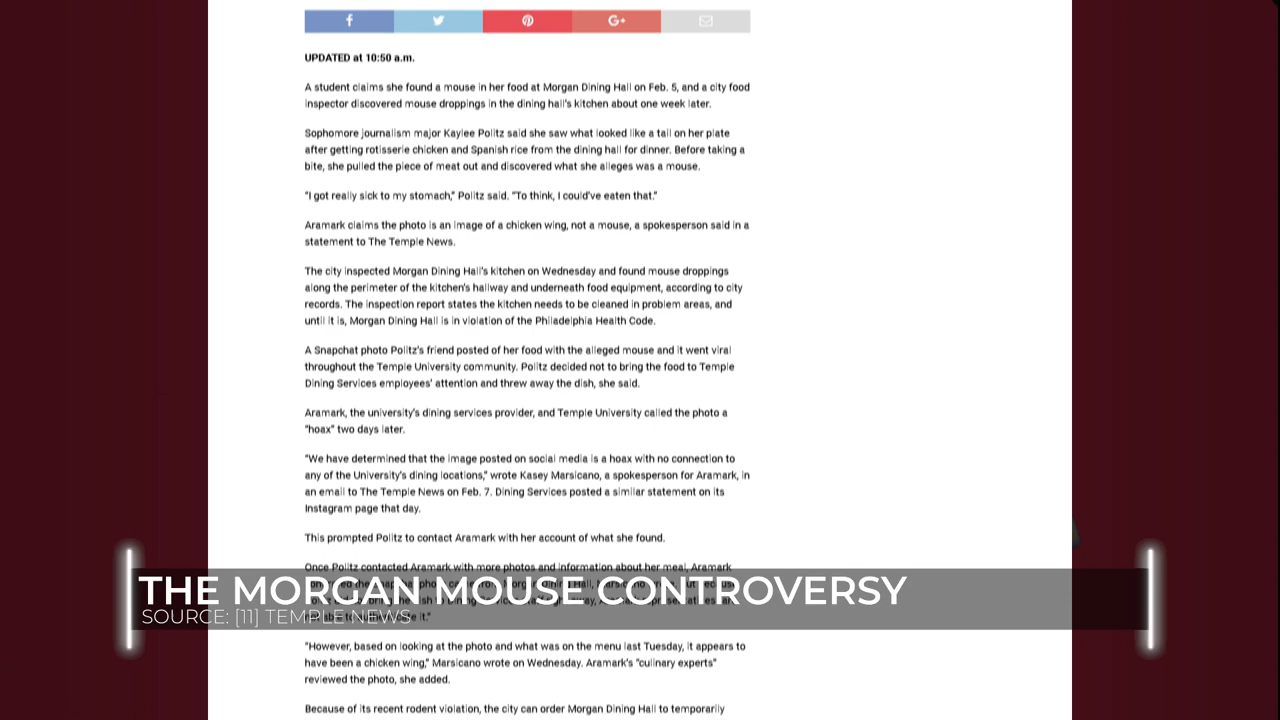 UPDATED at 10:50 a.m.
A student claims she found a mouse in her food at Morgan Dining Hall on Feb. 5, and a city food
inspector discovered mouse droppings in the dining hall's kitchen about one week later.
Sophomore journalism major Kaylee Politz said she saw what looked like a tail on her plate
after getting rotisserie chicken and Spanish rice from the dining hall for dinner. Before taking a
bite, she pulled the piece of meat out and discovered what she alleges was a mouse.
"I got really sick to my stomach," Politz said. "To think, I could've eaten that."
Aramark claims the photo is an image of a chicken wing, not a mouse, a spokesperson said in a
statement to The Temple News.
The city inspected Morgan Dining Hall's kitchen on Wednesday and found mouse droppings
along the perimeter of the kitchen's hallway and underneath food equipment, according to city
records. The inspection report states the kitchen needs to be cleaned in problem areas, and
until it is, Morgan Dining Hall is in violation of the Philadelphia Health Code.
A Snapchat photo Politz's friend posted of her food with the alleged mouse and it went viral
throughout the Temple University community. Politz decided not to bring the food to Temple
Dining Services employees' attention and threw away the dish, she said.
Aramark, the university's dining services provider, and Temple University called the photo a
"hoax" two days later.
"We have determined that the image posted on social media is a hoax with no connection to
any of the University's dining locations," wrote Kasey Marsicano, a spokesperson for Aramark, in
an email to The Temple News on Feb. 7. Dining Services posted a similar statement on its
Instagram page that day.
This prompted Politz to contact Aramark with her account of what she found.
Once Politz contacted Aramark with more photos and information about her meal, Aramark
THE MORGAN MOUSE CONTROVERSY
SOURCE: [11] TEMPLE NEWS
"However, based on looking at the photo and what was on the menu last Tuesday, it appears to
have been a chicken wing," Marsicano wrote on Wednesday. Aramark's "culinary experts"
reviewed the photo, she added.
Because of its recent rodent violation, the city can order Morgan Dining Hall to temporarily